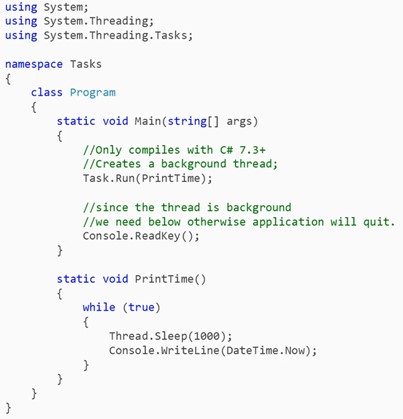 using System;
using System.Threading;
using System.Threading.Tasks;

namespace Tasks
{
    class Program
    {
        static void Main(string[] args)
        {
            //Only compiles with C# 7.3+
            //Creates a background thread;
            Task.Run(PrintTime);

            //since the thread is background
            //we need below otherwise application will quit.
            Console.ReadKey();
        }

        static void PrintTime()
        {
            while (true)
            {
                Thread.Sleep(1000);
                Console.WriteLine(DateTime.Now);
            }
        }
    }
}